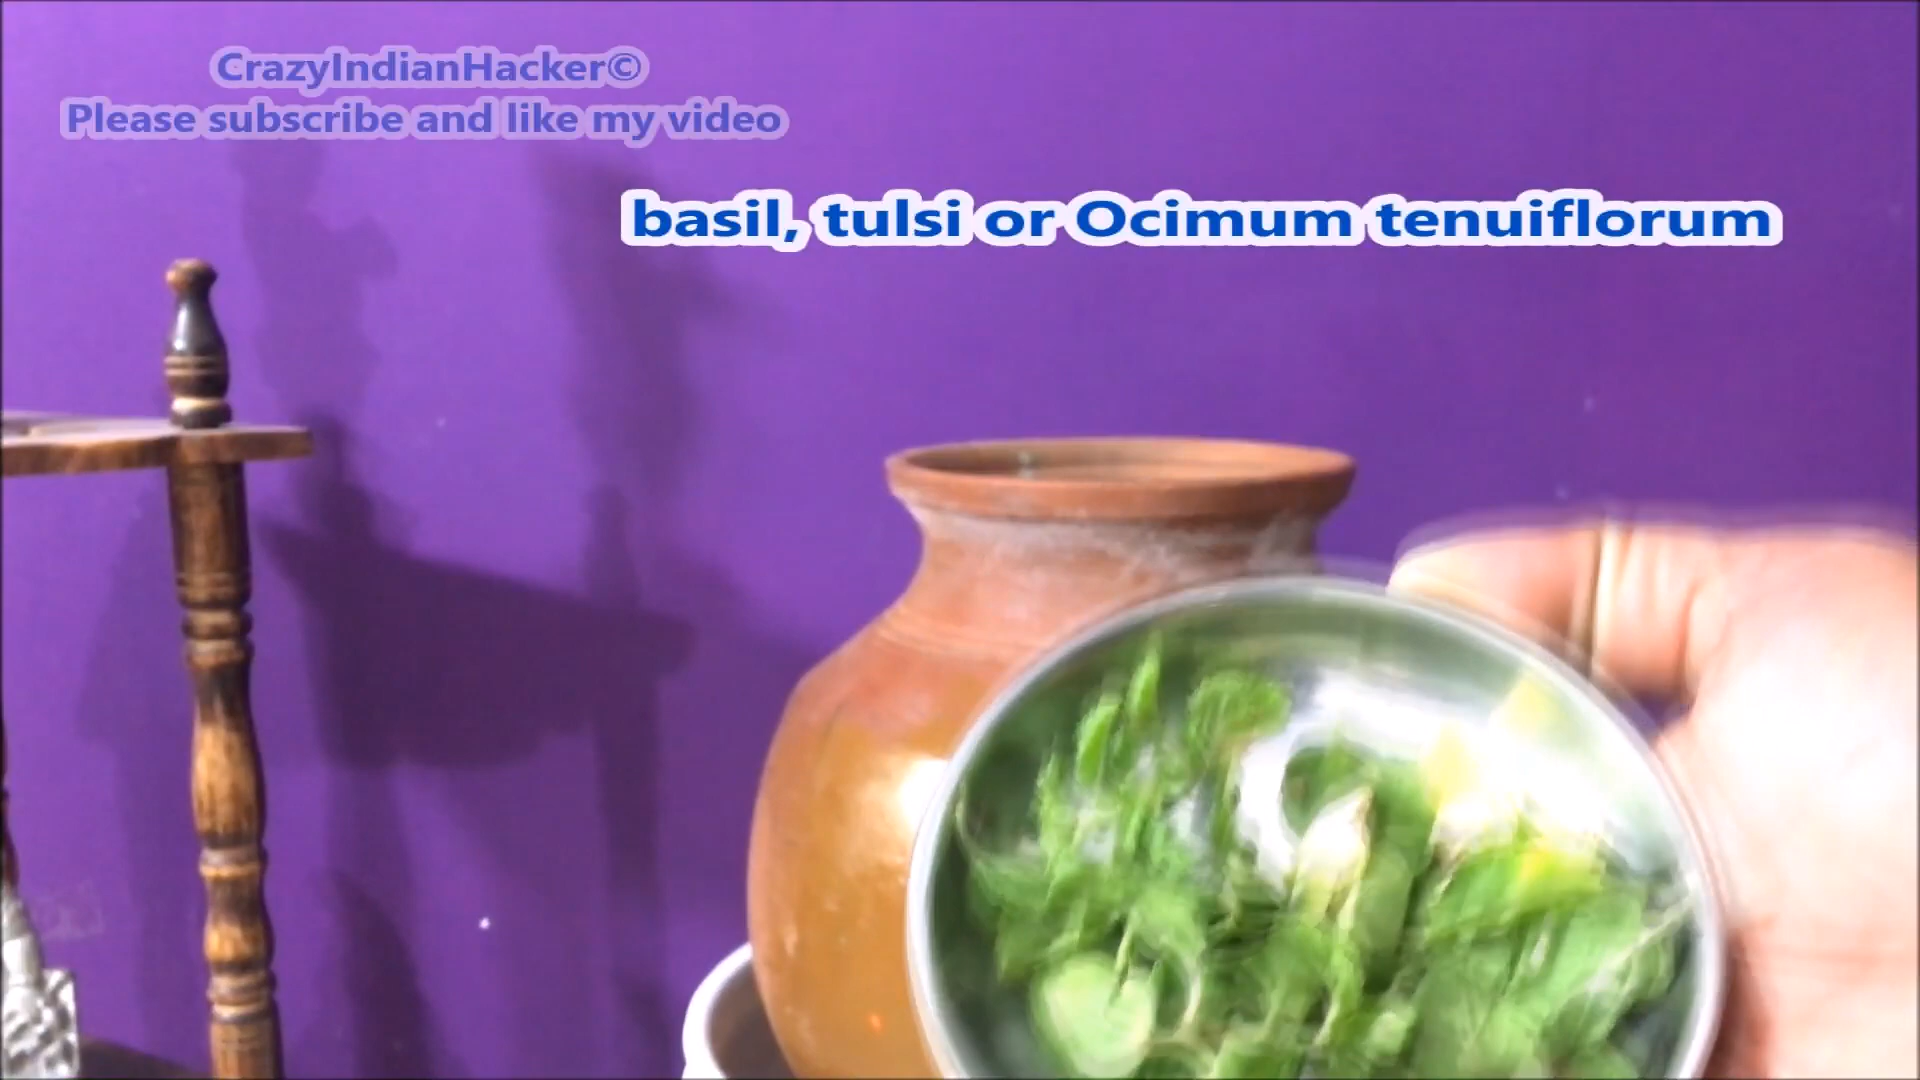 CrazyIndianHacker©
Please subscribe and like my video
basil, tulsi or Ocimum tenuiflorum